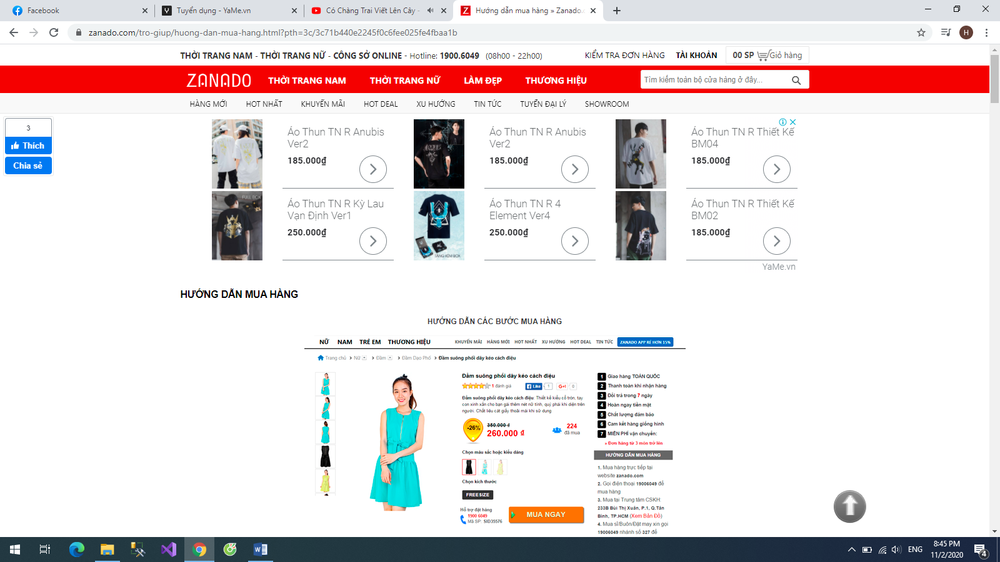 Facebook
Tuyển dụng - YaMe.vn
Có Chàng Trai Viết Lên Cây -
Hướng dẫn mua hàng » Zanado.c
zanado.com/tro-giup/huong-dan-mua-hang.html?pth=3c/3c71b440e2245f0c6fee025fe4fbaa1b
H
THỜI TRANG NAM - THỜI TRANG NỮ - CÔNG SỞ ONLINE - Hotline: 1900.6049 (08h00 - 22h00)
KIỂM TRA ĐƠN HÀNG
TÀI KHOẢN
00 SP Giỏ hàng
ZANADO
THỜI TRANG NAM
THỜI TRANG NỮ
LÀM ĐẸP
THƯƠNG HIỆU
Tìm kiếm toàn bộ cửa hàng ở đây...
HÀNG MỚI
HOT NHẤT
KHUYẾN MÃI
HOT DEAL
XU HƯỚNG
TIN TỨC
TUYỂN ĐẠI LÝ
SHOWROOM
3
Thích
Chia sẻ
Áo Thun TN R Anubis
Ver2
185.000₫
Áo Thun TN R Anubis
Ver2
185.000₫
Áo Thun TN R Thiết Kế
BM04
185.000₫
FULL BOX
Áo Thun TN R Kỳ Lau
Vạn Định Ver1
250.000₫
TẶNG KÈM BOX
Áo Thun TN R 4
Element Ver4
250.000₫
Áo Thun TN R Thiết Kế
BM02
185.000₫
YaMe.vn
HƯỚNG DẪN MUA HÀNG
HƯỚNG DẪN CÁC BƯỚC MUA HÀNG
NỮ NAM TRẺ EM THƯƠNG HIỆU
KHUYẾN MÃI HÀNG MỚI HOT NHẤT XU HƯỚNG HOT DEAL TIN TỨC ZANADO APP RẺ HƠN 15%
Trang chủ > Nữ > Đầm > Đầm Dạo Phố > Đầm suông phối dây kéo cách điệu
Đầm suông phối dây kéo cách điệu
1 đánh giá
Like 1
G+1 0
Đầm suông phối dây kéo cách điệu: Thiết kế kiểu cổ tròn, tay
con xinh xắn cho bạn gái thêm nét nữ tính, quý phái khi diện trên
người. Chất liệu cát giấy thoải mái khi sử dụng
-26%
350.000 ₫
260.000 ₫
224
đã mua
Chọn màu sắc hoặc kiểu dáng
Chọn kích thước
FREESIZE
Hỗ trợ đặt hàng
1900 6049
Mã SP: SID35576
MUA NGAY
1 Giao hàng TOÀN QUỐC
2 Thanh toán khi nhận hàng
3 Đổi trả trong 7 ngày
4 Hoàn ngay tiền mặt
5 Chất lượng đảm bảo
6 Cam kết hàng giống hình
7 MIỄN PHÍ vận chuyển:
» Đơn hàng từ 3 món trở lên
HƯỚNG DẪN MUA HÀNG
1. Mua hàng trực tiếp tại
website zanado.com
2. Gọi điện thoại 19006049 để
mua hàng
3. Mua tại Trung tâm CSKH:
233B Bùi Thị Xuân, P.1, Q.Tân
Bình, TP.HCM (Xem Bản Đồ)
4. Mua sỉ/Buôn/Đặt may xin gọi
19006049 nhánh số 327 để
ENG
8:45 PM
11/2/2020
4